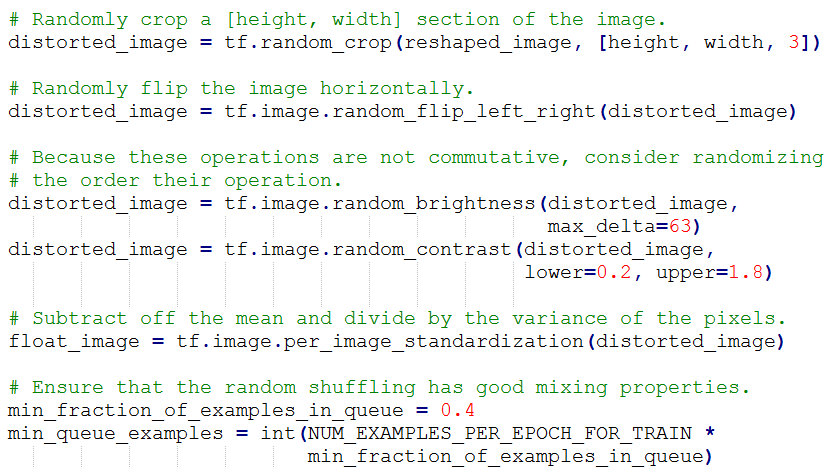 # Randomly crop a [height, width] section of the image.
distorted_image = tf.random_crop(reshaped_image, [height, width, 3])
# Randomly flip the image horizontally.
distorted_image = tf.image.random_flip_left_right(distorted_image)
# Because these operations are not commutative, consider randomizing
# the order their operation.
distorted_image = tf.image.random_brightness(distorted_image,
max_delta=63)
distorted_image = tf.image.random_contrast(distorted_image,
lower=0.2, upper=1.8)
# Subtract off the mean and divide by the variance of the pixels.
float_image = tf.image.per_image_standardization(distorted_image)
# Ensure that the random shuffling has good mixing properties.
min_fraction_of_examples_in_queue = 0.4
min_queue_examples = int(NUM_EXAMPLES_PER_EPOCH_FOR_TRAIN *
min_fraction_of_examples_in_queue)